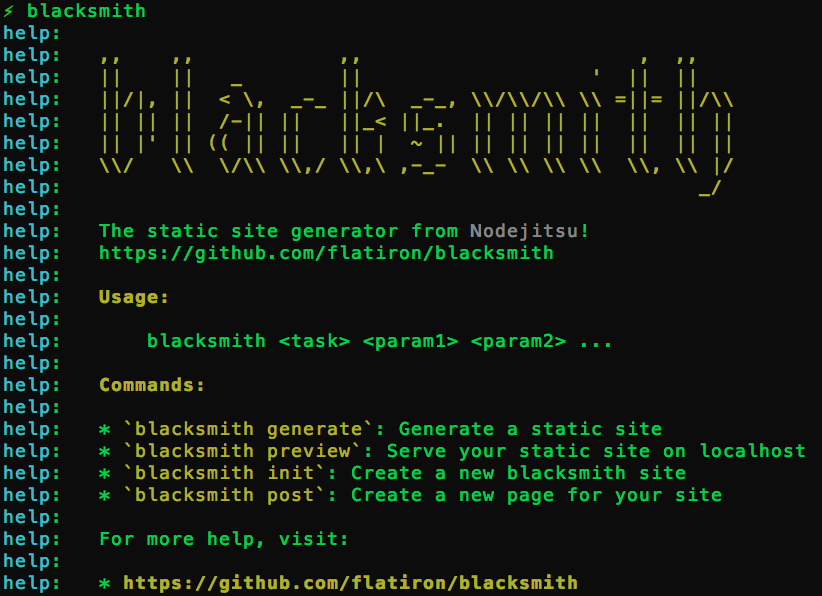 ⚡ blacksmith
help:
help:    ,,    ,,            ,,                       ,  ,,
help:    ||    ||   _        ||                   '  ||  ||
help:    ||/|, ||  < \,  _-_ ||/\  _-_, \\/\\/\\ \\ =||= ||/\\
help:    || || ||  /-|| ||   ||_< ||_.  || || || ||  ||  || ||
help:    || |' || (( || ||   || |  ~ || || || || ||  ||  || ||
help:    \\/   \\  \/\\ \\,/ \\,\ ,-_-  \\ \\ \\ \\  \\, \\ |/
help:                                                     _/
help:
help:    The static site generator from Nodejitsu!
help:    https://github.com/flatiron/blacksmith
help:
help:    Usage:
help:
help:        blacksmith <task> <param1> <param2> ...
help:
help:    Commands:
help:
help:    * `blacksmith generate`: Generate a static site
help:    * `blacksmith preview`: Serve your static site on localhost
help:    * `blacksmith init`: Create a new blacksmith site
help:    * `blacksmith post`: Create a new page for your site
help:
help:    For more help, visit:
help:
help:    * https://github.com/flatiron/blacksmith